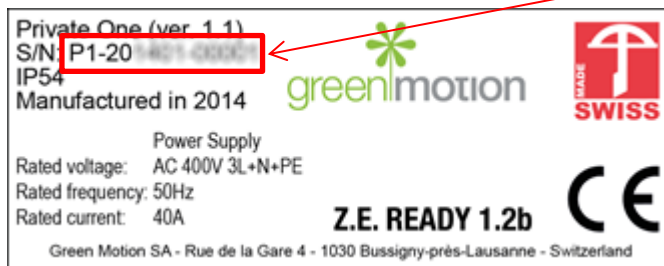 Private One (ver. 1.1)
S/N: P1-20
IP54
Manufactured in 2014
greenmotion
MADE
SWISS
Power Supply
Rated voltage: AC 400V 3L+N+PE
Rated frequency: 50Hz
Rated current: 40A
Z.E. READY 1.2b
CE
Green Motion SA - Rue de la Gare 4 - 1030 Bussigny-près-Lausanne - Switzerland